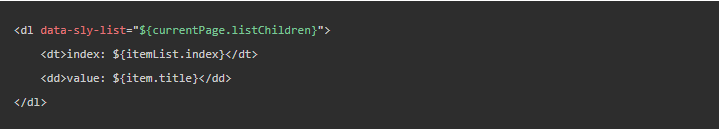 <dl data-sly-list="${currentPage.listChildren}">
    <dt>index: ${itemList.index}</dt>
    <dd>value: ${item.title}</dd>
</dl>